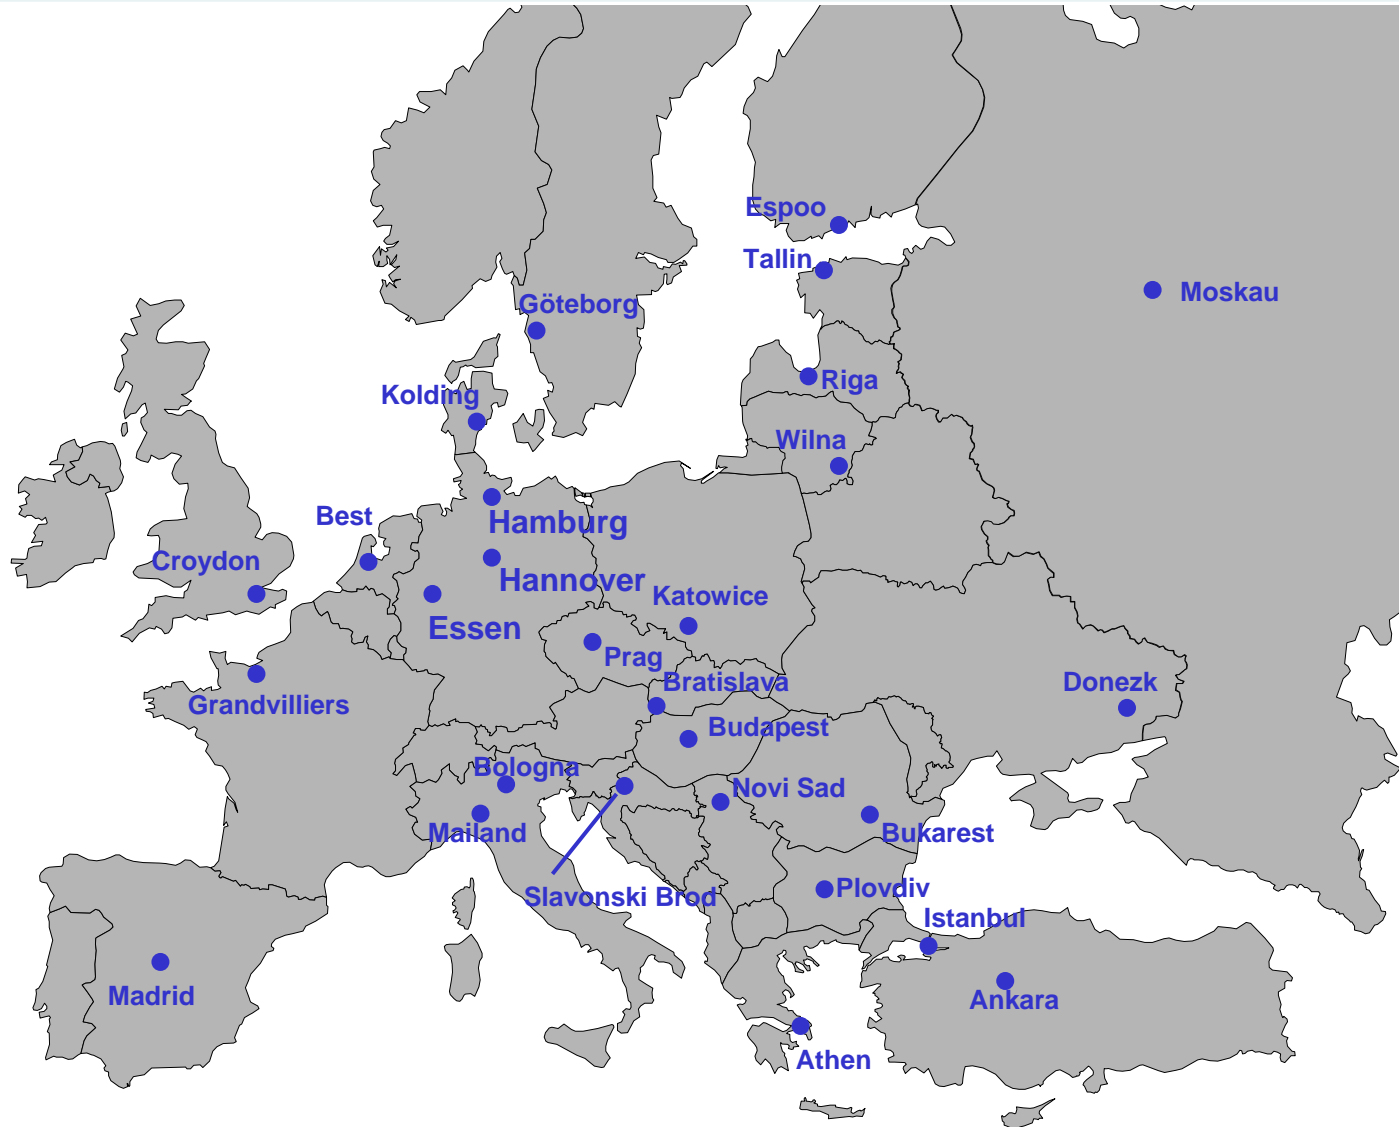 Espoo
Tallin
Moskau
Göteborg
Riga
Kolding
Wilna
Best
Hamburg
Croydon
Hannover
Katowice
Essen
Prag
Bratislava
Donezk
Grandvilliers
Budapest
Bologna
Novi Sad
Mailand
Bukarest
Plovdiv
Slavonski Brod
Istanbul
Madrid
Ankara
Athen